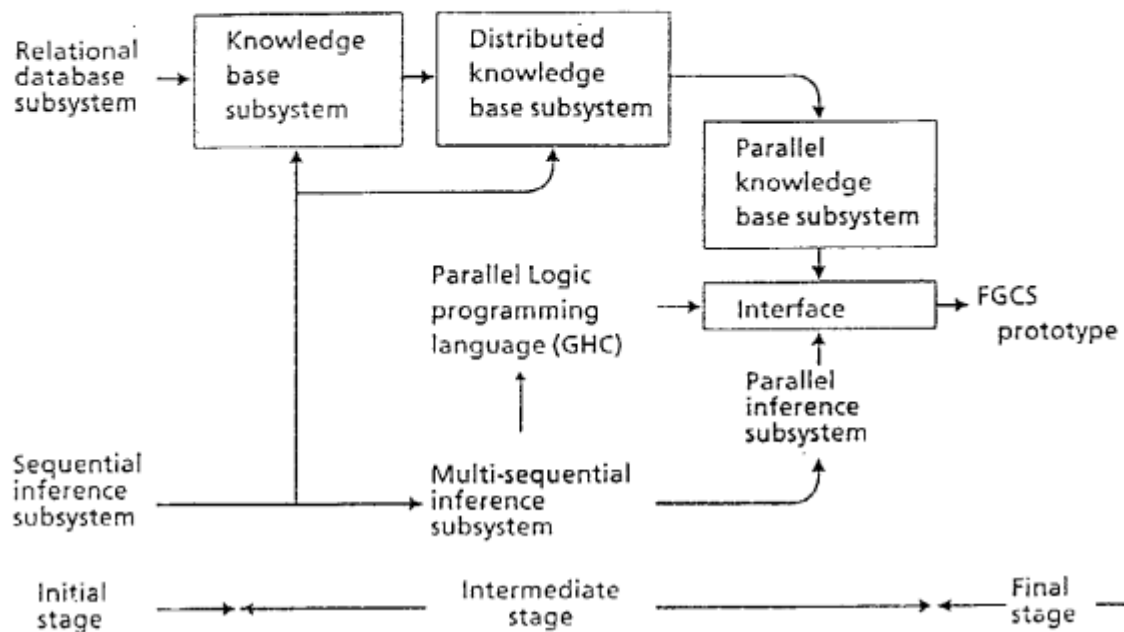 Relational
database
subsystem
Knowledge
base
subsystem
Distributed
knowledge
base subsystem
Parallel
knowledge
base subsystem
Parallel Logic
programming
language (GHC)
Interface
FGCS
prototype
Parallel
inference
subsystem
Sequential
inference
subsystem
Multi-sequential
inference
subsystem
Initial
stage
Intermediate
stage
Final
stage